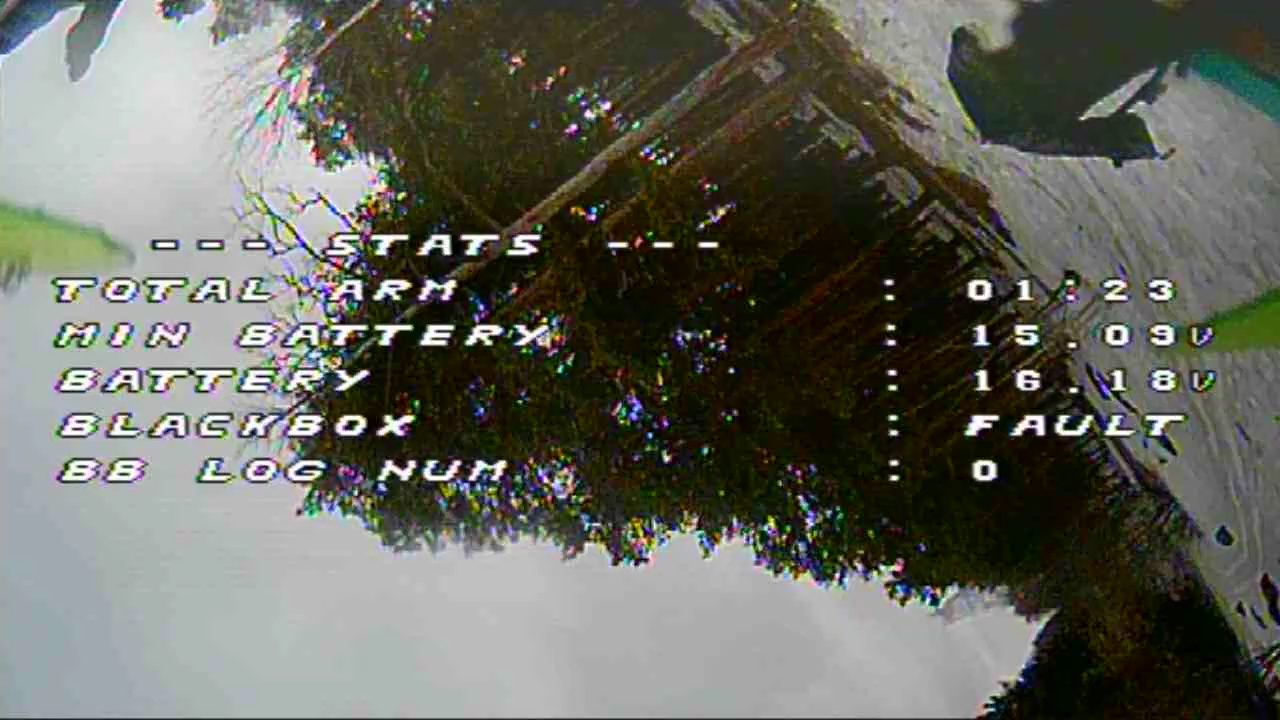 --- STATS ---
TOTAL ARM : 01:23
MIN BATTERY : 15.09V
BATTERY : 16.18V
BLACKBOX : FAULT
BB LOG NUM : 0